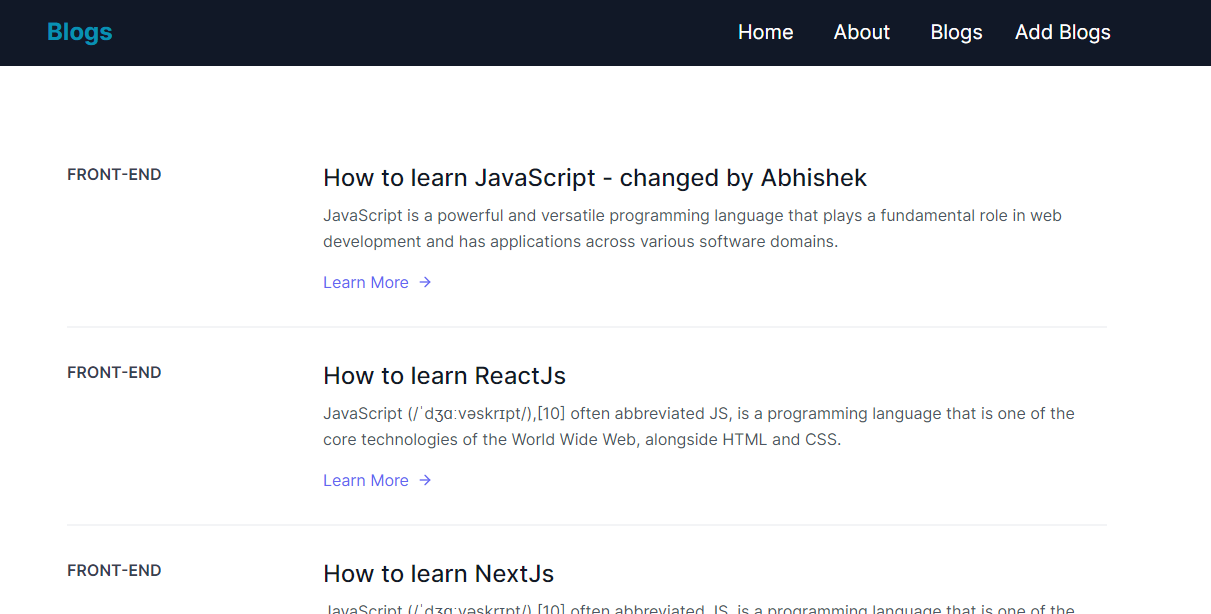 Blogs
Home About Blogs Add Blogs
FRONT-END
How to learn JavaScript - changed by Abhishek
JavaScript is a powerful and versatile programming language that plays a fundamental role in web
development and has applications across various software domains.
Learn More →
FRONT-END
How to learn ReactJs
JavaScript (/ˈdʒɑːvəskrɪpt/),[10] often abbreviated JS, is a programming language that is one of the
core technologies of the World Wide Web, alongside HTML and CSS.
Learn More →
FRONT-END
How to learn NextJs
JavaScript (/ˈdʒɑːvəskrɪpt/),[10] often abbreviated JS, is a programming language that is one of the